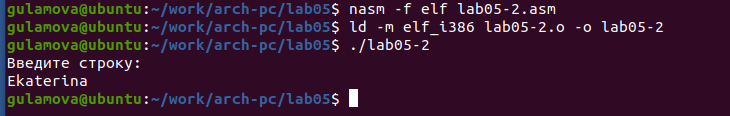 gulamova@ubuntu:~/work/arch-pc/lab05$ nasm -f elf lab05-2.asm
gulamova@ubuntu:~/work/arch-pc/lab05$ ld -m elf_i386 lab05-2.o -o lab05-2
gulamova@ubuntu:~/work/arch-pc/lab05$ ./lab05-2
Введите строку:
Ekaterina
gulamova@ubuntu:~/work/arch-pc/lab05$